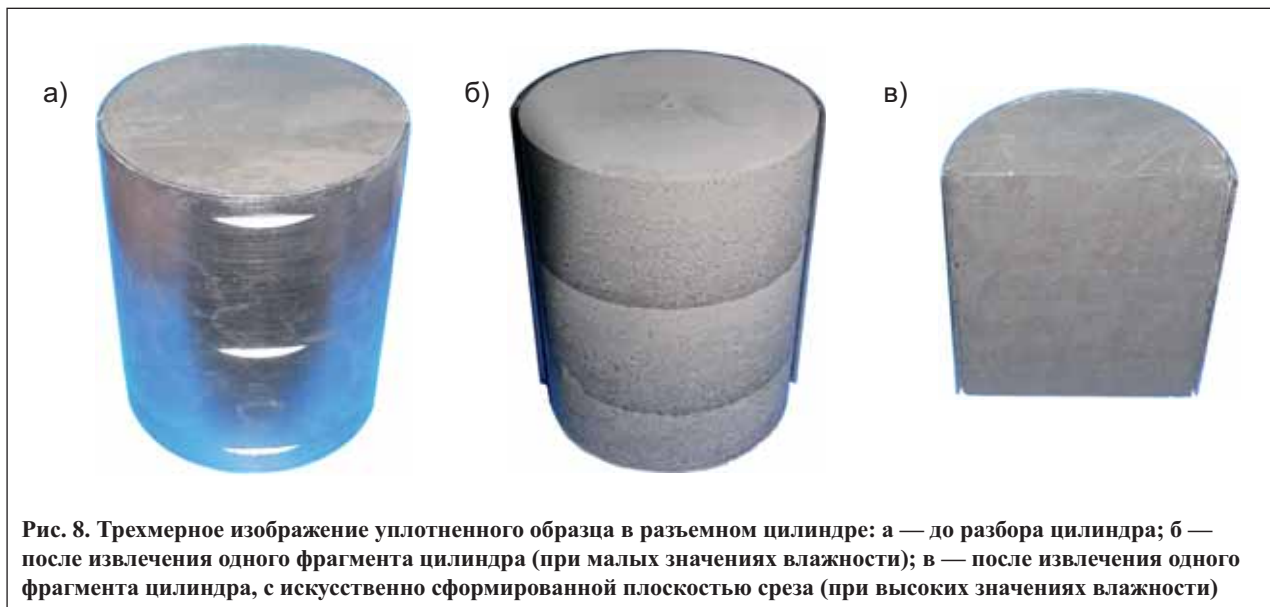 а)
б)
в)
Рис. 8. Трехмерное изображение уплотненного образца в разъемном цилиндре: а — до разбора цилиндра; б —
после извлечения одного фрагмента цилиндра (при малых значениях влажности); в — после извлечения одного
фрагмента цилиндра, с искусственно сформированной плоскостью среза (при высоких значениях влажности)